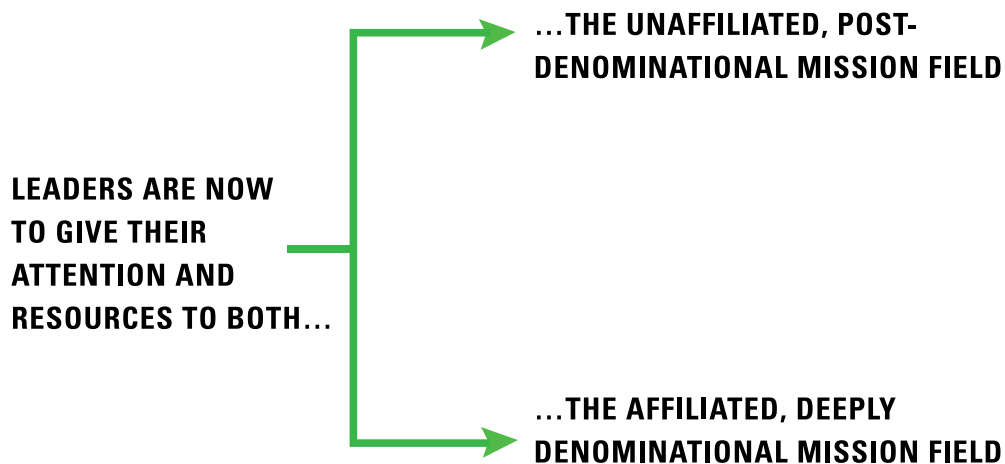 LEADERS ARE NOW
TO GIVE THEIR
ATTENTION AND
RESOURCES TO BOTH...
...THE UNAFFILIATED, POST-
DENOMINATIONAL MISSION FIELD
...THE AFFILIATED, DEEPLY
DENOMINATIONAL MISSION FIELD